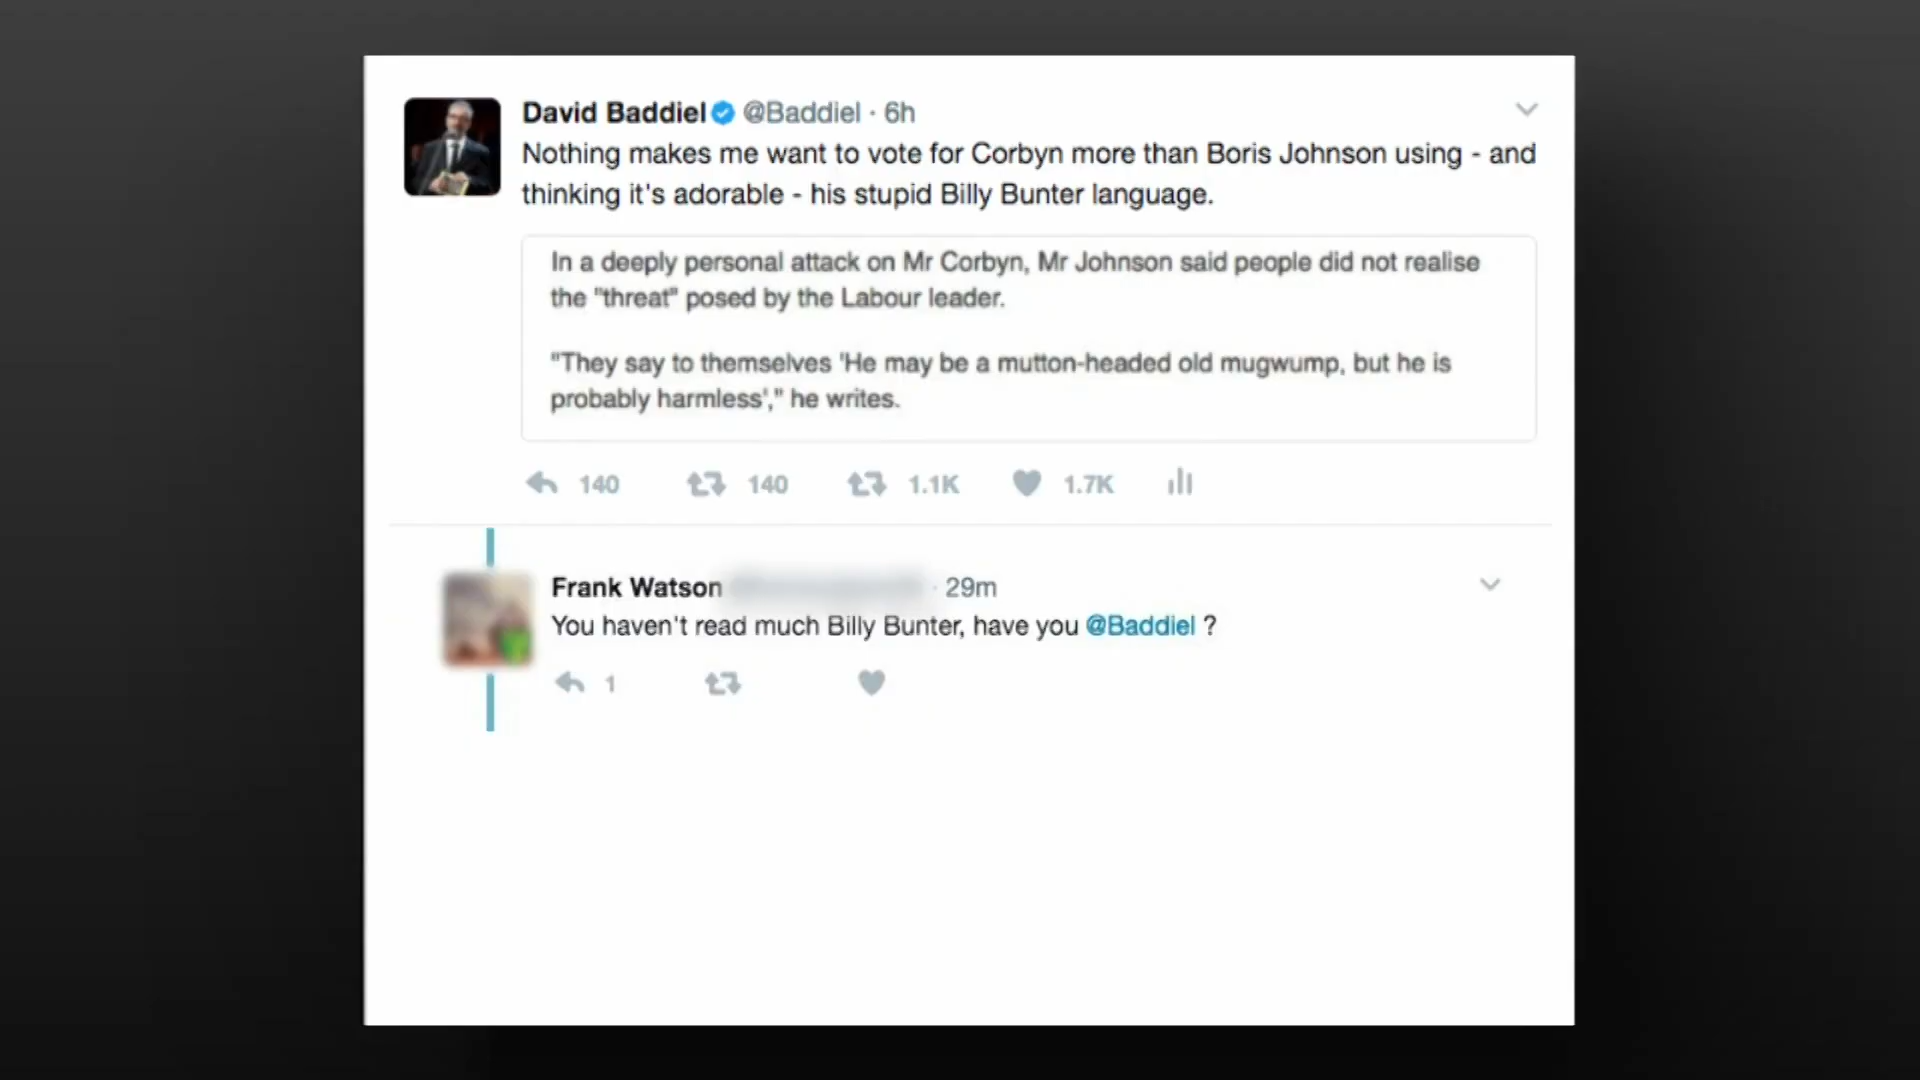 David Baddiel @Baddiel · 6h
Nothing makes me want to vote for Corbyn more than Boris Johnson using - and
thinking it's adorable - his stupid Billy Bunter language.
In a deeply personal attack on Mr Corbyn, Mr Johnson said people did not realise
the "threat" posed by the Labour leader.
"They say to themselves 'He may be a mutton-headed old mugwump, but he is
probably harmless'," he writes.
140 140 1.1K 1.7K
Frank Watson · 29m
You haven't read much Billy Bunter, have you @Baddiel ?
1